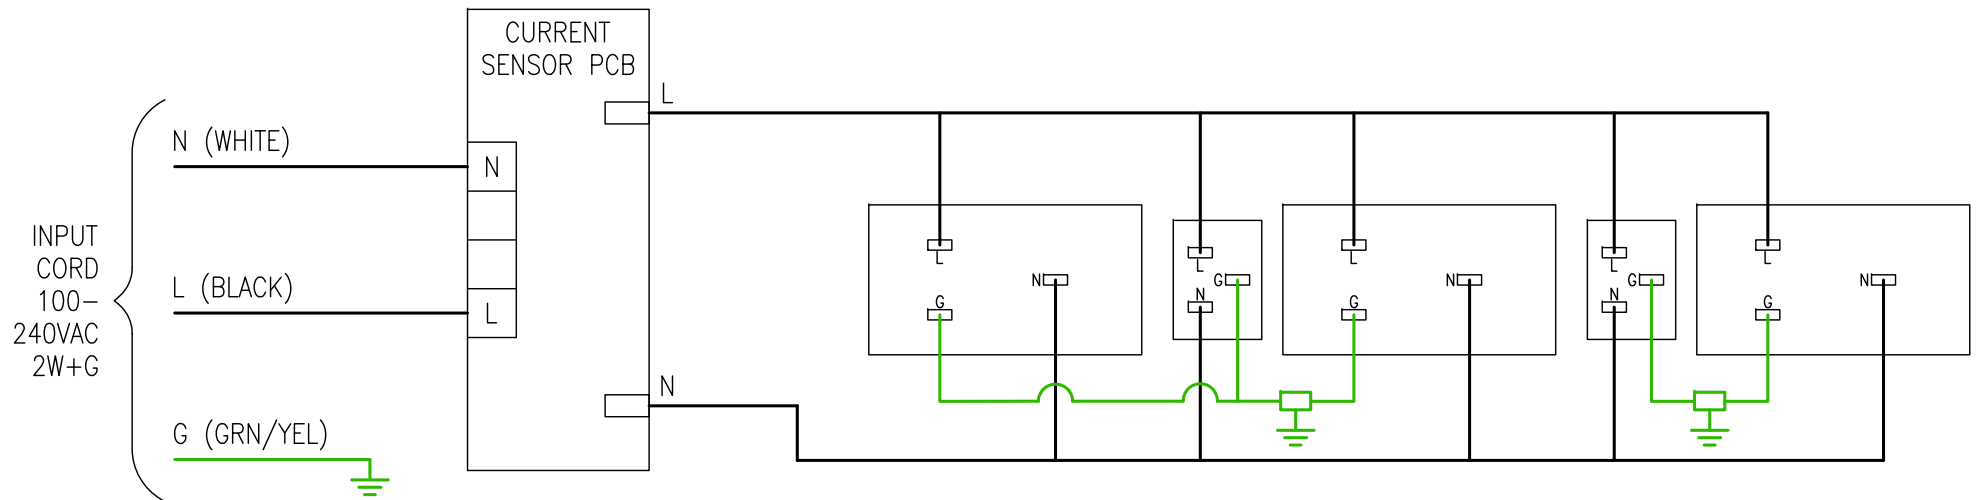 CURRENT
SENSOR PCB
L
N (WHITE)
N
INPUT
CORD
100-
240VAC
2W+G
L (BLACK)
L
N
G (GRN/YEL)
L
N
G
L
G
N
L
N
G
L
G
N
L
N
G